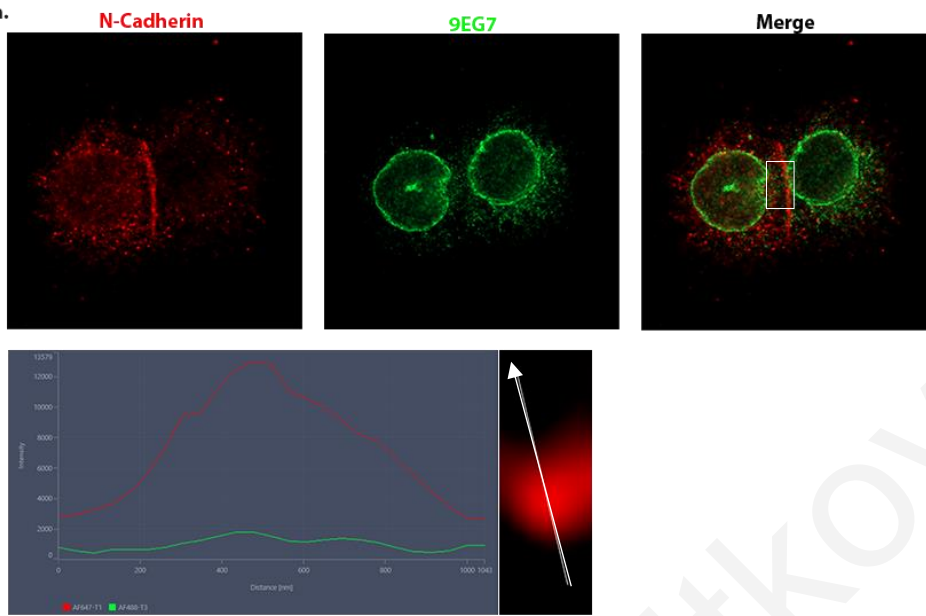 a.
N-Cadherin
9EG7
Merge
13579
12000
10000
8000
6000
4000
2000
0
Intensity
0 200 400 600 800 1000 1043
Distance [nm]
AF647-T1 AF488-T3